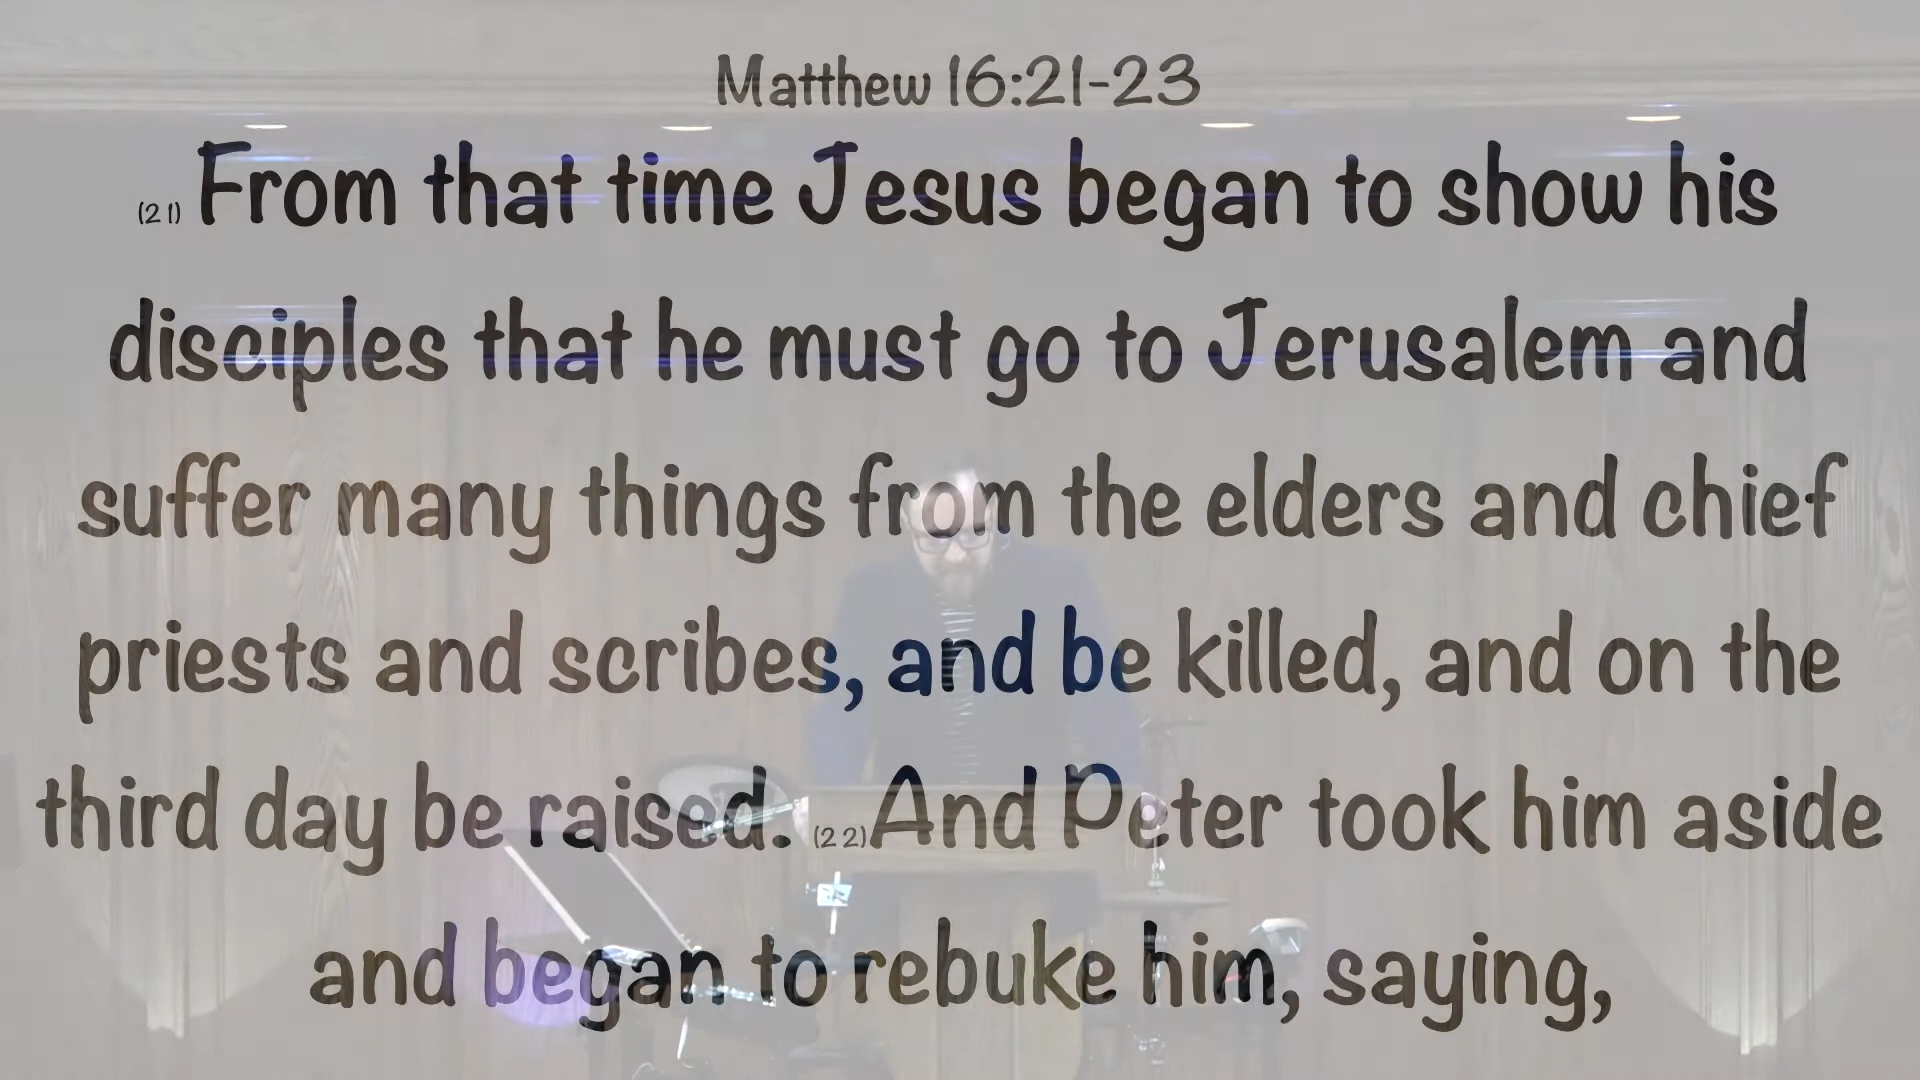 Matthew 16:21-23
(21) From that time Jesus began to show his
disciples that he must go to Jerusalem and
suffer many things from the elders and chief
priests and scribes, and be killed, and on the
third day be raised. (22) And Peter took him aside
and began to rebuke him, saying,